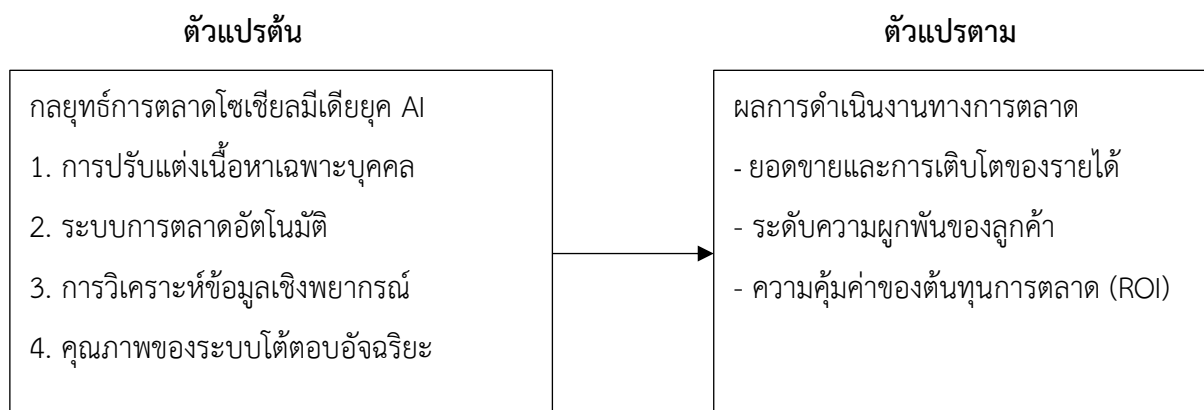 ตัวแปรต้น
ตัวแปรตาม
กลยุทธ์การตลาดโซเชียลมีเดียยุค AI
1. การปรับแต่งเนื้อหาเฉพาะบุคคล
2. ระบบการตลาดอัตโนมัติ
3. การวิเคราะห์ข้อมูลเชิงพยากรณ์
4. คุณภาพของระบบโต้ตอบอัจฉริยะ
ผลการดำเนินงานทางการตลาด
- ยอดขายและการเติบโตของรายได้
- ระดับความผูกพันของลูกค้า
- ความคุ้มค่าของต้นทุนการตลาด (ROI)